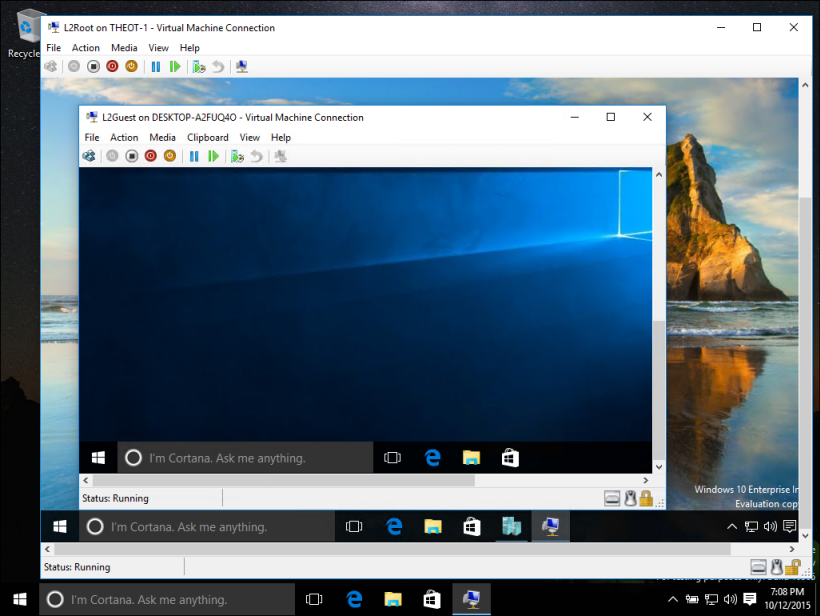 L2Root on THEOT-1 - Virtual Machine Connection
Recycle
File Action Media View Help
L2Guest on DESKTOP-A2FUQ4O - Virtual Machine Connection
File Action Media Clipboard View Help
I'm Cortana. Ask me anything.
Status: Running
Windows 10 Enterprise In
Evaluation cop
I'm Cortana. Ask me anything.
Status: Running
I'm Cortana. Ask me anything.
7:08 PM
10/12/2015